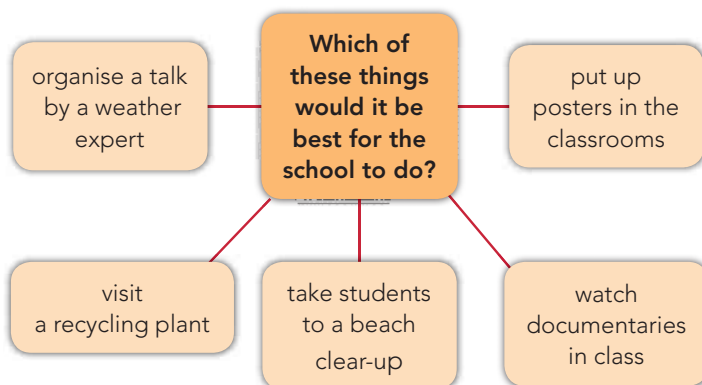 Which of
these things
would it be
best for the
school to do?
organise a talk
by a weather
expert
put up
posters in the
classrooms
visit
a recycling plant
take students
to a beach
clear-up
watch
documentaries
in class